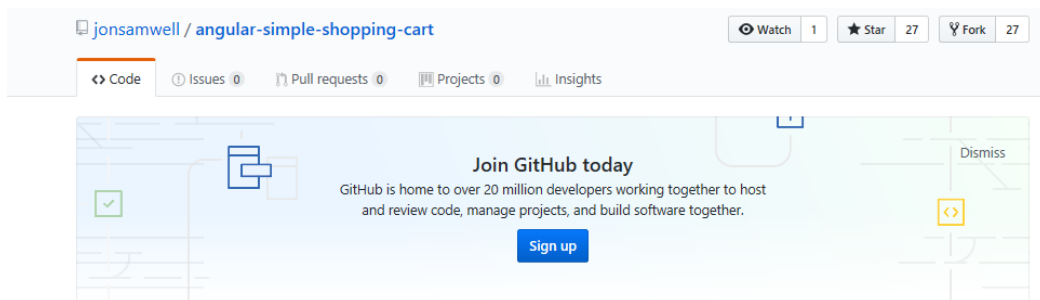 jonsamwell / angular-simple-shopping-cart
Watch 1 Star 27 Fork 27
<> Code Issues 0 Pull requests 0 Projects 0 Insights
Dismiss
Join GitHub today
GitHub is home to over 20 million developers working together to host
and review code, manage projects, and build software together.
Sign up